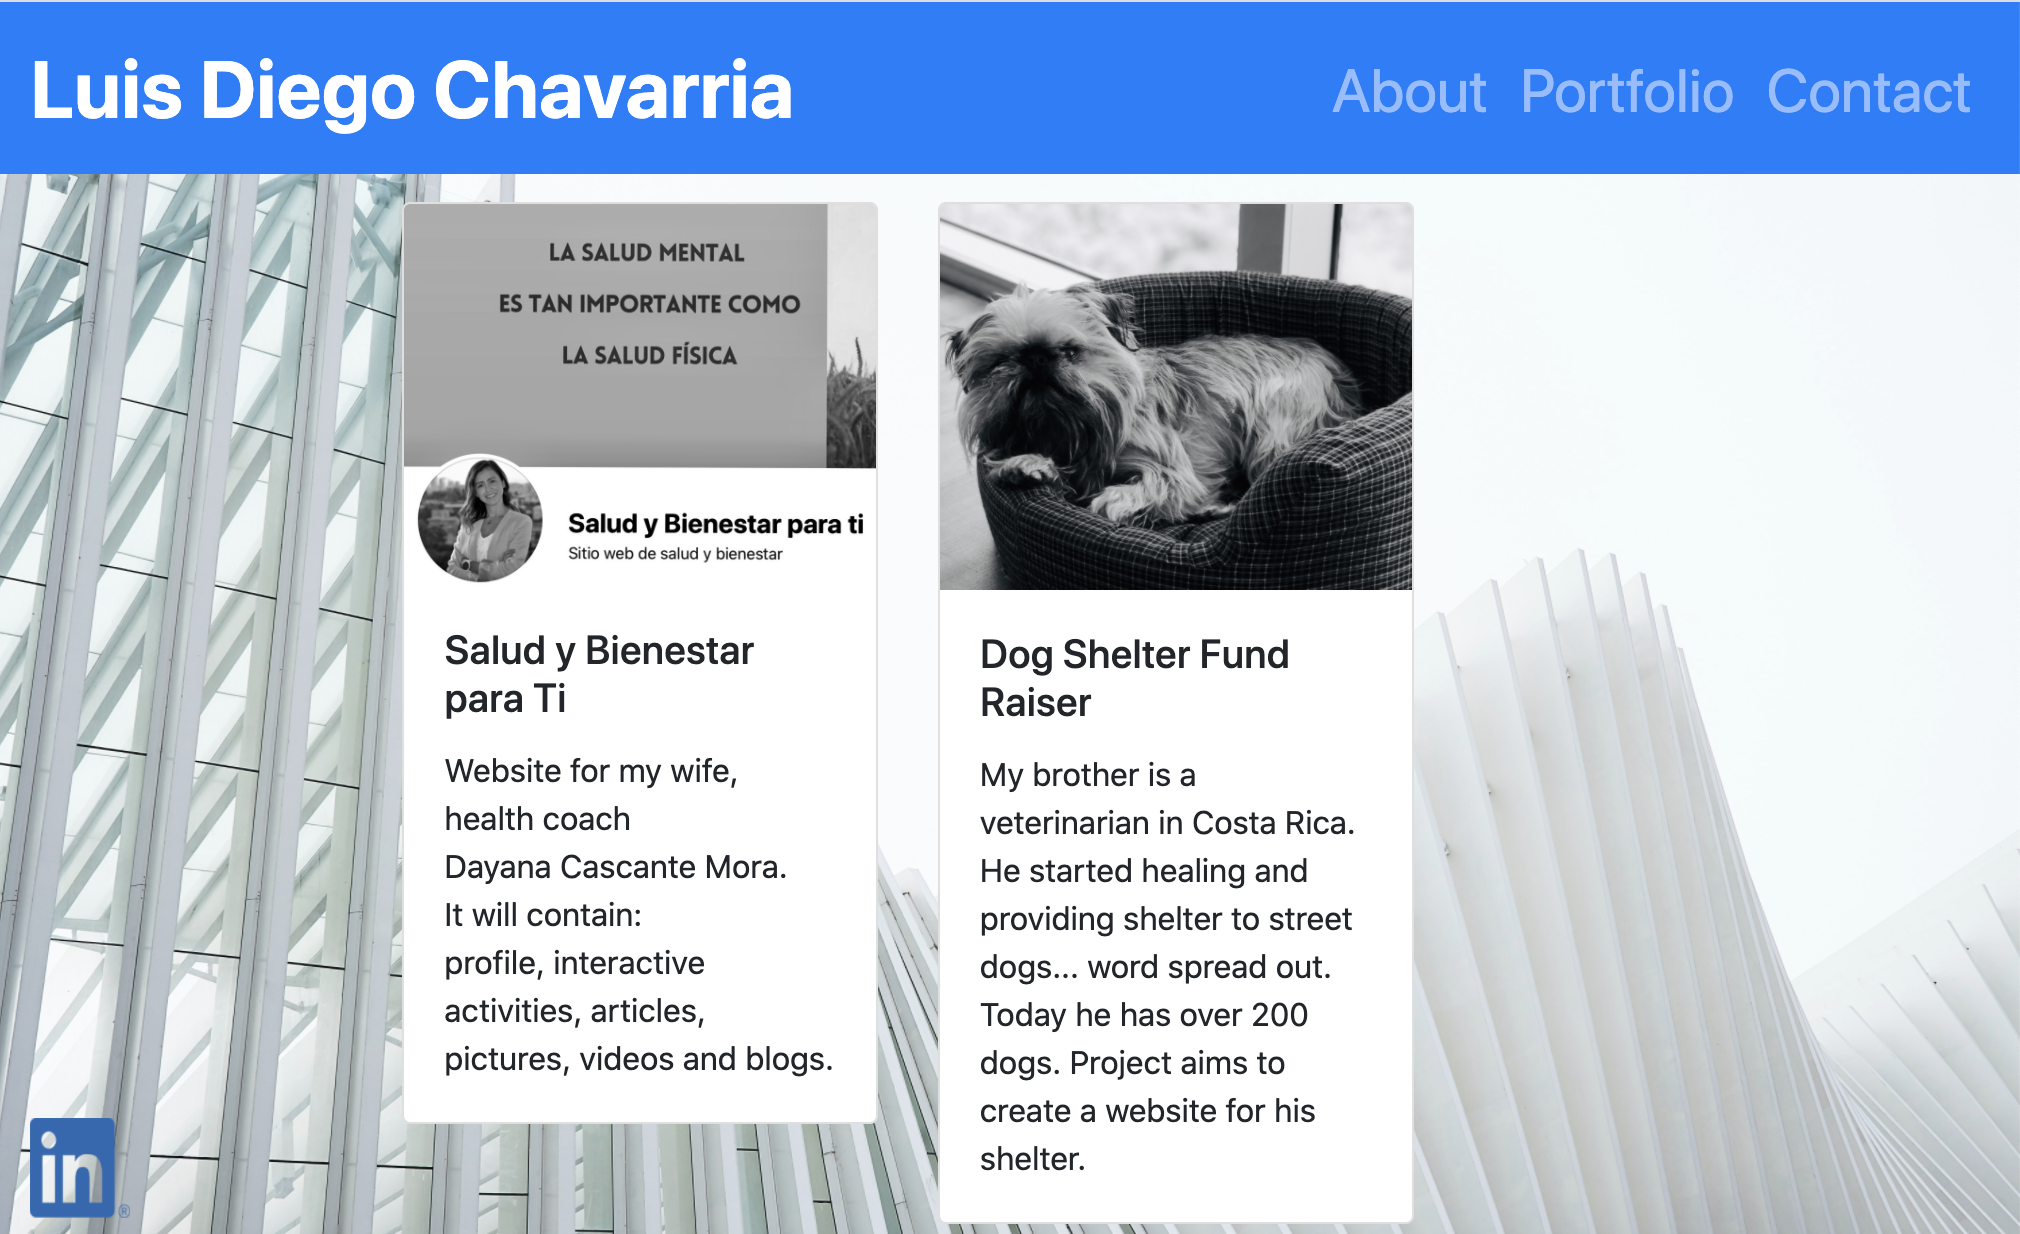 Luis Diego Chavarria
About Portfolio Contact
LA SALUD MENTAL
ES TAN IMPORTANTE COMO
LA SALUD FÍSICA
Salud y Bienestar para ti
Sitio web de salud y bienestar
Salud y Bienestar
para Ti
Website for my wife,
health coach
Dayana Cascante Mora.
It will contain:
profile, interactive
activities, articles,
pictures, videos and blogs.
Dog Shelter Fund
Raiser
My brother is a
veterinarian in Costa Rica.
He started healing and
providing shelter to street
dogs... word spread out.
Today he has over 200
dogs. Project aims to
create a website for his
shelter.
in®